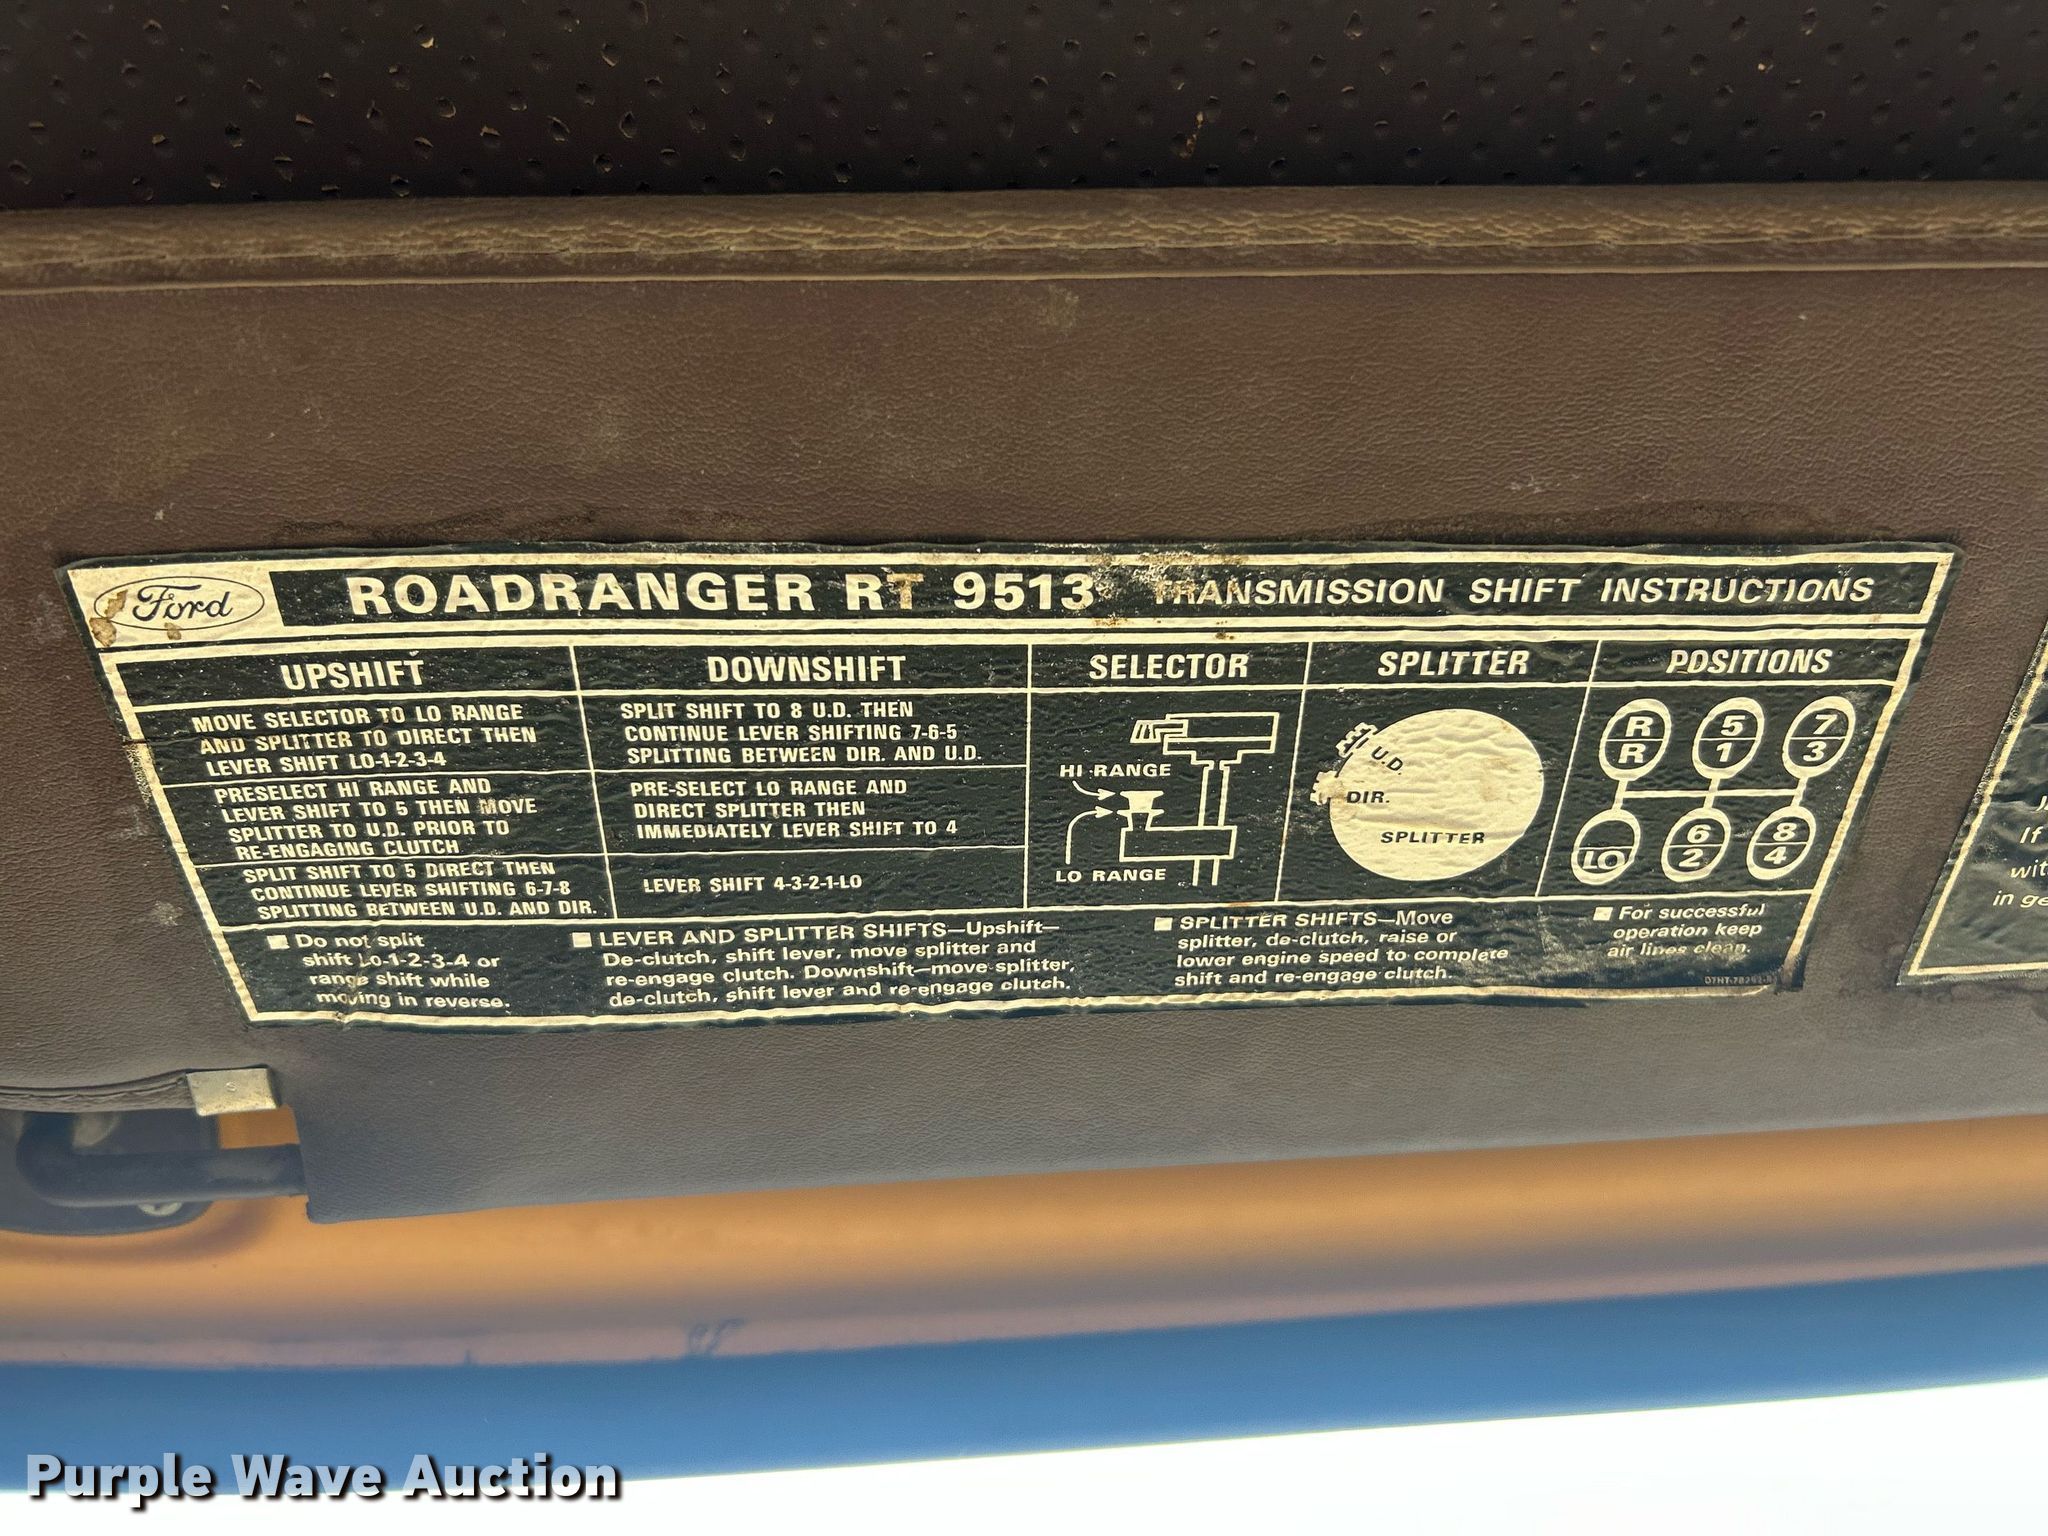 Ford
ROADRANGER RT 9513 TRANSMISSION SHIFT INSTRUCTIONS
UPSHIFT
MOVE SELECTOR TO LO RANGE
AND SPLITTER TO DIRECT THEN
LEVER SHIFT LO-1-2-3-4
PRESELECT HI RANGE AND
LEVER SHIFT TO 5 THEN MOVE
SPLITTER TO U.D. PRIOR TO
RE-ENGAGING CLUTCH
SPLIT SHIFT TO 5 DIRECT THEN
CONTINUE LEVER SHIFTING 6-7-8
SPLITTING BETWEEN U.D. AND DIR.
DOWNSHIFT
SPLIT SHIFT TO 8 U.D. THEN
CONTINUE LEVER SHIFTING 7-6-5
SPLITTING BETWEEN DIR. AND U.D.
PRE-SELECT LO RANGE AND
DIRECT SPLITTER THEN
IMMEDIATELY LEVER SHIFT TO 4
LEVER SHIFT 4-3-2-1-LO
SELECTOR
HI RANGE
LO RANGE
SPLITTER
U.D.
DIR.
SPLITTER
POSITIONS
R 5 7
R 1 3
6 8
LO 2 4
■ Do not split
shift Lo-1-2-3-4 or
range shift while
moving in reverse.
■ LEVER AND SPLITTER SHIFTS—Upshift—
De-clutch, shift lever, move splitter and
re-engage clutch. Downshift—move splitter,
de-clutch, shift lever and re-engage clutch.
■ SPLITTER SHIFTS—Move
splitter, de-clutch, raise or
lower engine speed to complete
shift and re-engage clutch.
■ For successful
operation keep
air lines clean.
If
in ge
S
Purple Wave Auction